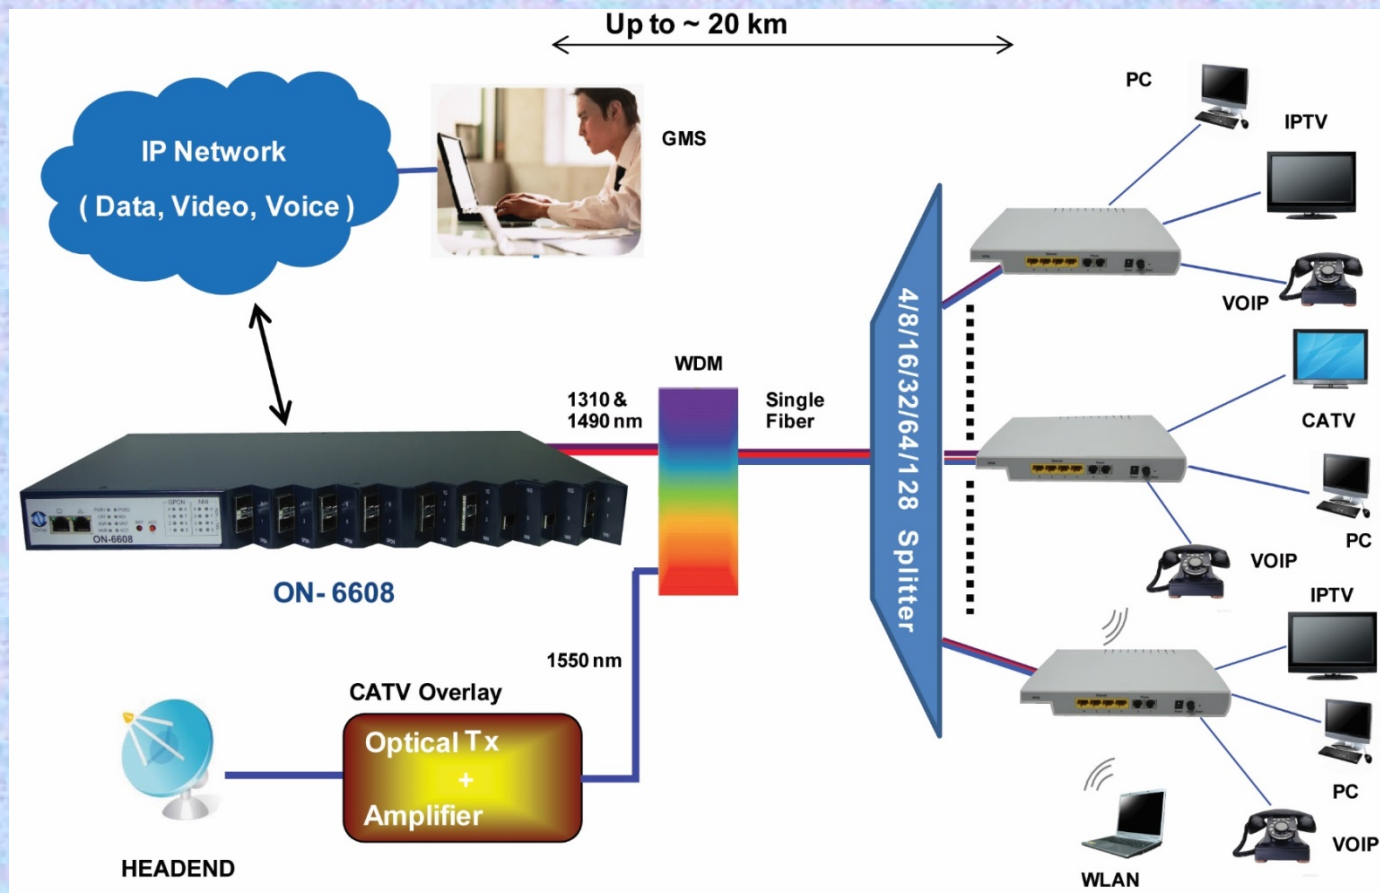 Up to ~ 20 km
PC
IPTV
GMS
IP Network
( Data, Video, Voice )
VOIP
4/8/16/32/64/128 Splitter
WDM
1310 &
1490 nm
Single
Fiber
CATV
PC
VOIP
ON-6608
GPON
ON- 6608
IPTV
1550 nm
CATV Overlay
Optical Tx
+
Amplifier
PC
VOIP
HEADEND
WLAN